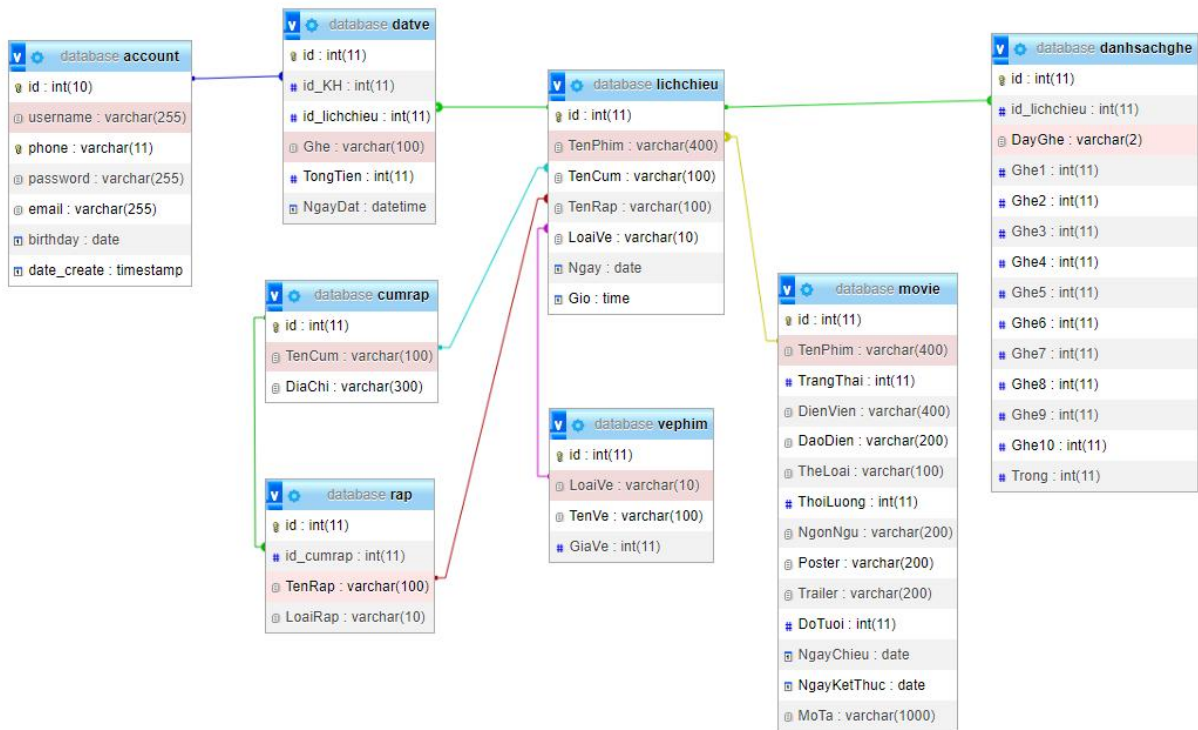 database account
id : int(10)
username : varchar(255)
phone : varchar(11)
password : varchar(255)
email : varchar(255)
birthday : date
date_create : timestamp
database datve
id : int(11)
id_KH : int(11)
id_lichchieu : int(11)
Ghe : varchar(100)
TongTien : int(11)
NgayDat : datetime
database cumrap
id : int(11)
TenCum : varchar(100)
DiaChi : varchar(300)
database rap
id : int(11)
id_cumrap : int(11)
TenRap : varchar(100)
LoaiRap : varchar(10)
database lichchieu
id : int(11)
TenPhim : varchar(400)
TenCum : varchar(100)
TenRap : varchar(100)
LoaiVe : varchar(10)
Ngay : date
Gio : time
database vephim
id : int(11)
LoaiVe : varchar(10)
TenVe : varchar(100)
GiaVe : int(11)
database movie
id : int(11)
TenPhim : varchar(400)
TrangThai : int(11)
DienVien : varchar(400)
DaoDien : varchar(200)
TheLoai : varchar(100)
ThoiLuong : int(11)
NgonNgu : varchar(200)
Poster : varchar(200)
Trailer : varchar(200)
DoTuoi : int(11)
NgayChieu : date
NgayKetThuc : date
MoTa : varchar(1000)
database danhsachghe
id : int(11)
id_lichchieu : int(11)
DayGhe : varchar(2)
Ghe1 : int(11)
Ghe2 : int(11)
Ghe3 : int(11)
Ghe4 : int(11)
Ghe5 : int(11)
Ghe6 : int(11)
Ghe7 : int(11)
Ghe8 : int(11)
Ghe9 : int(11)
Ghe10 : int(11)
Trong : int(11)